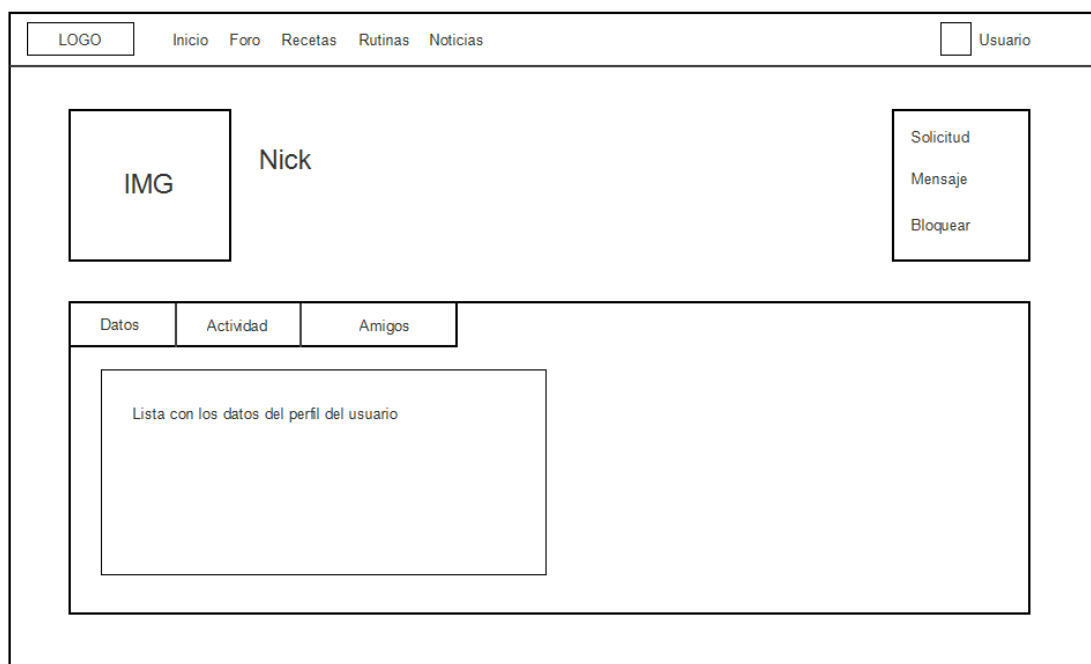 LOGO Inicio Foro Recetas Rutinas Noticias Usuario
IMG
Nick
Solicitud
Mensaje
Bloquear
Datos Actividad Amigos
Lista con los datos del perfil del usuario